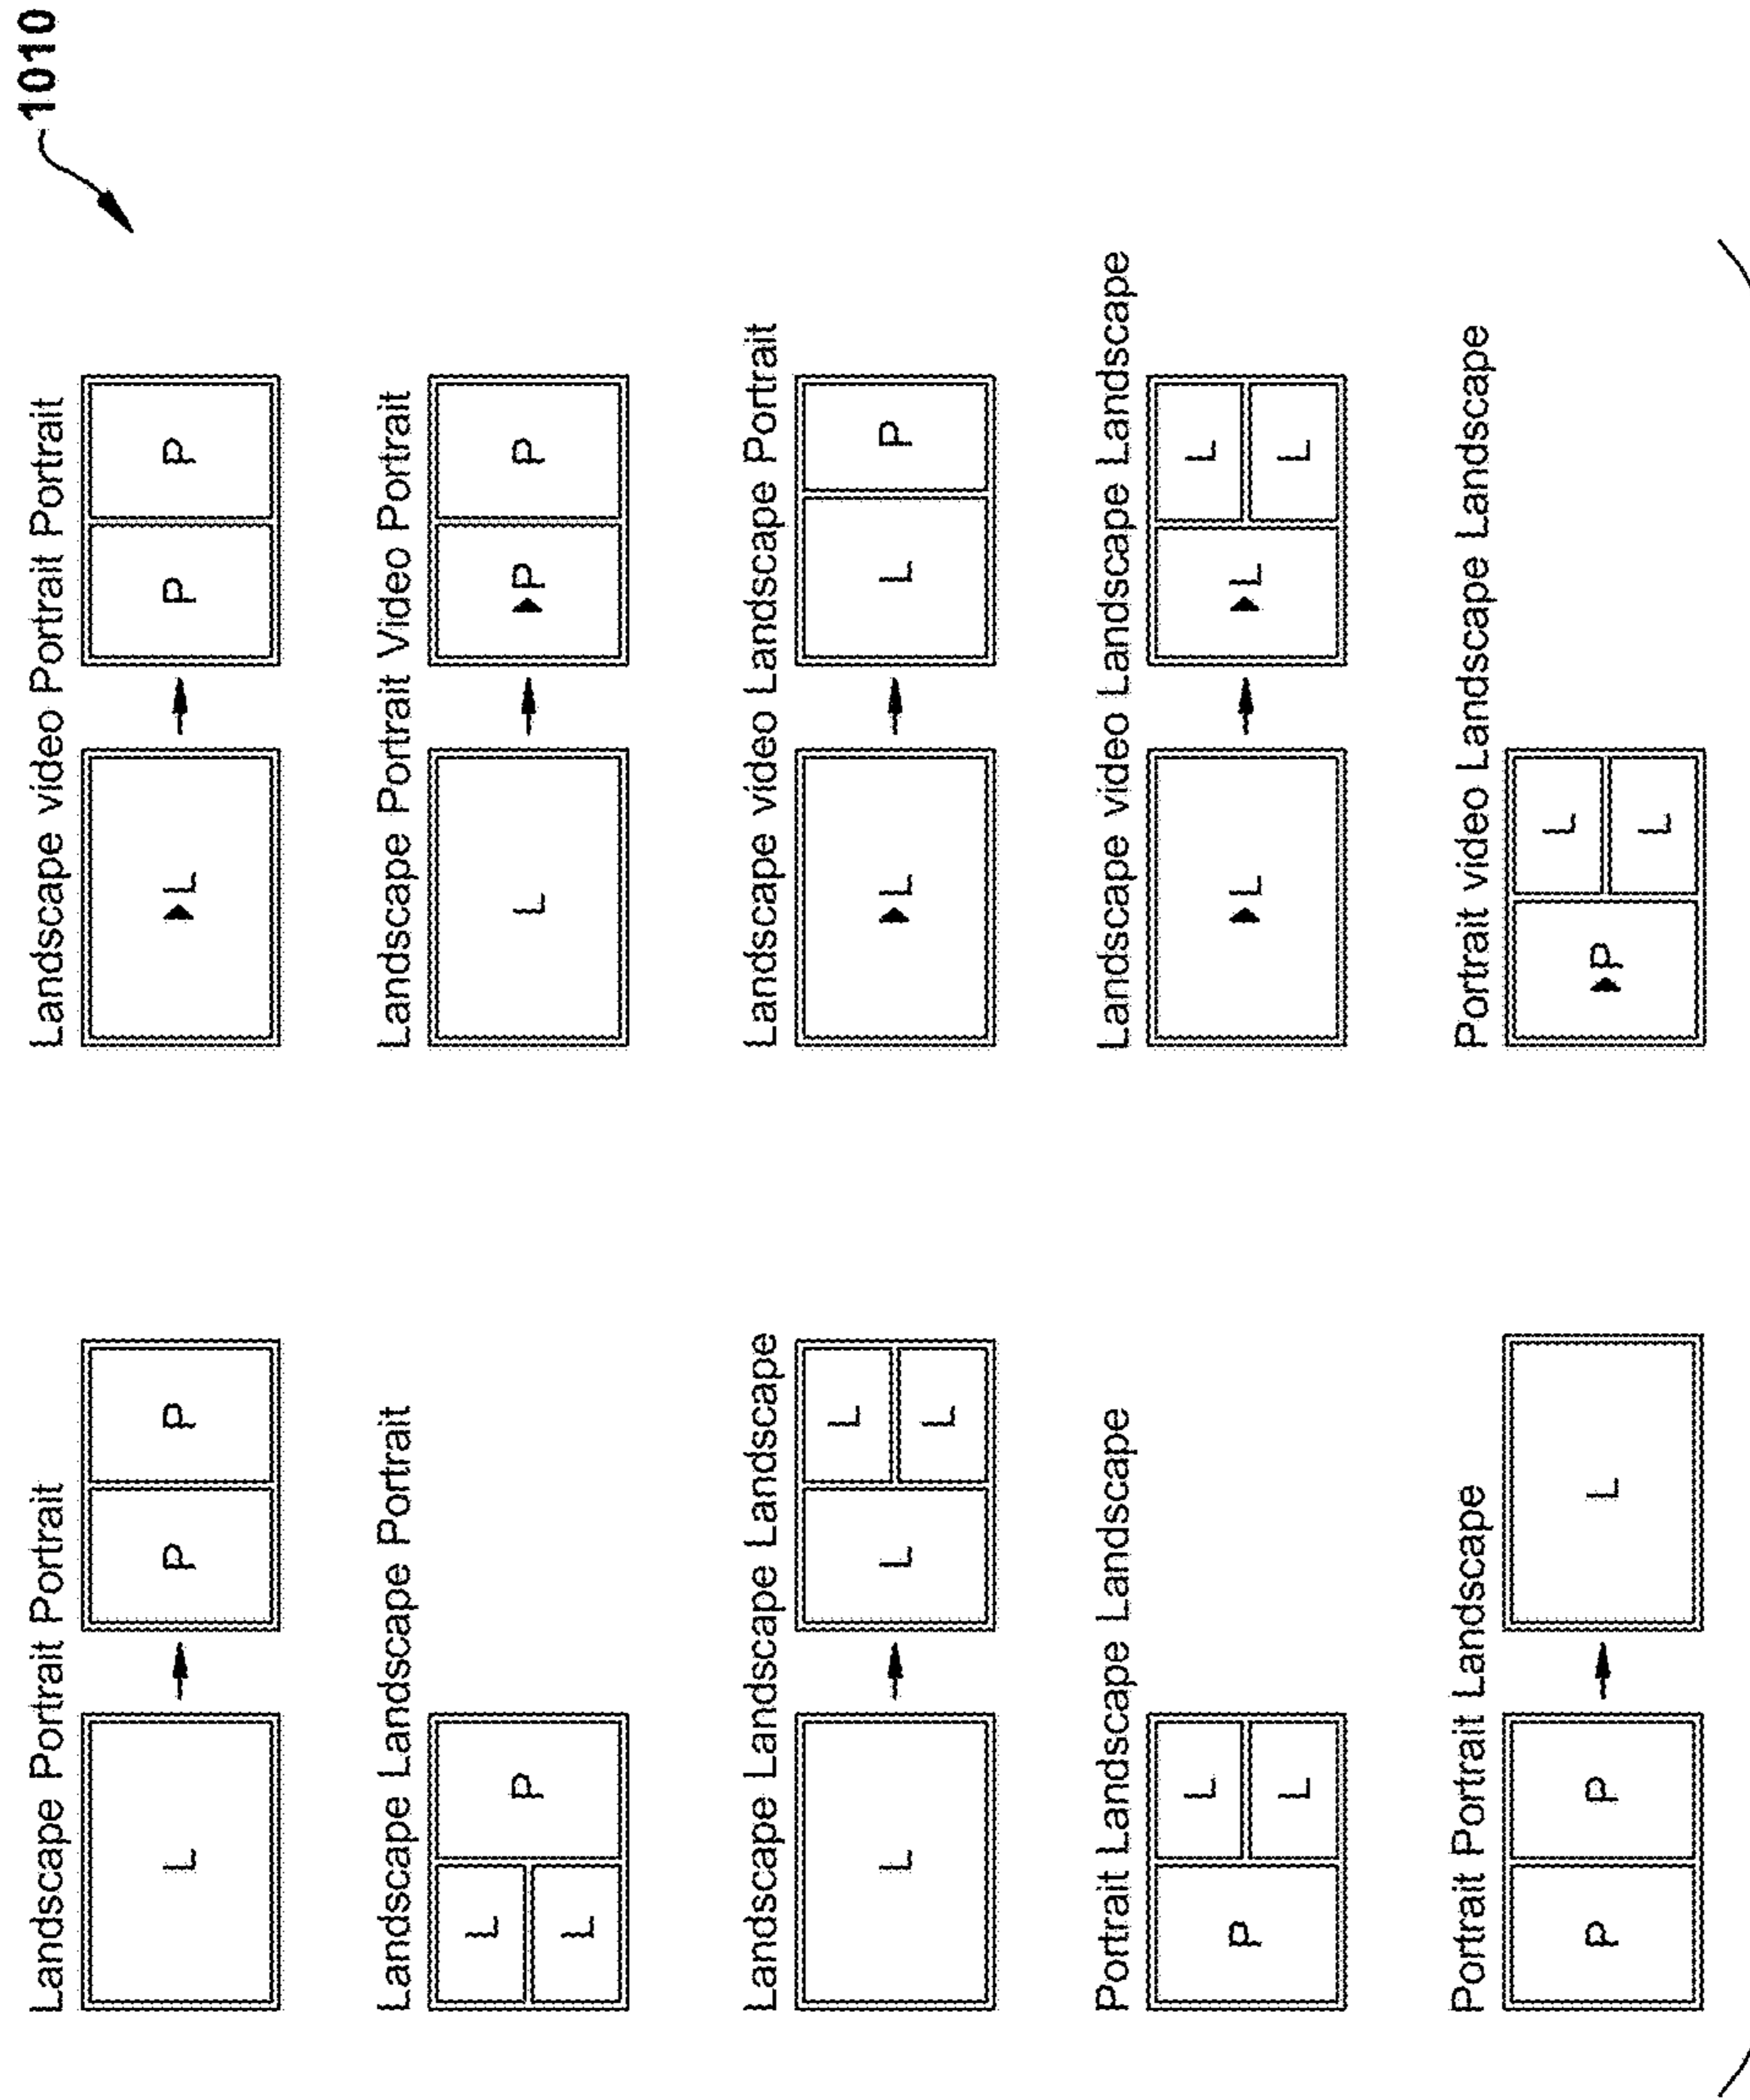 1010
Landscape Portrait Portrait
L P P
Landscape Landscape Portrait
L
P
L
Landscape Landscape Landscape
L
L
L
L
Portrait Landscape Landscape
P
L
L
Portrait Portrait Landscape
P P L
Landscape video Portrait Portrait
▶L P P
Landscape Portrait Video Portrait
L ▶P P
Landscape video Landscape Portrait
▶L L P
Landscape video Landscape Landscape
▶L
▶L
L
L
Portrait video Landscape Landscape
▶P
L
L